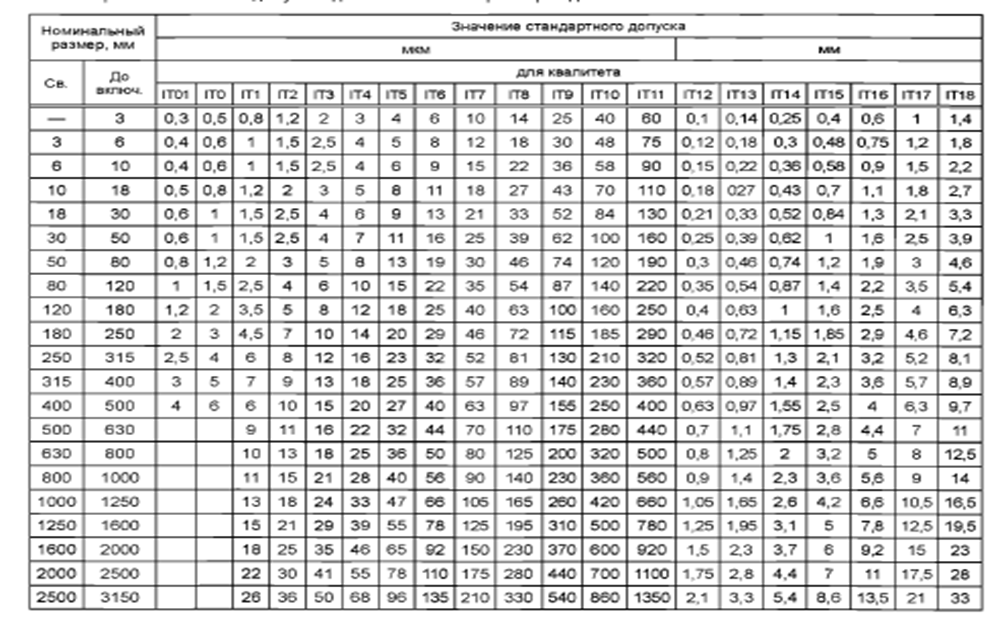 Номинальный размер, мм Значение стандартного допуска
мкм мм
Св. До включ. для квалитета
IT01 IT0 IT1 IT2 IT3 IT4 IT5 IT6 IT7 IT8 IT9 IT10 IT11 IT12 IT13 IT14 IT15 IT16 IT17 IT18
— 3 0,3 0,5 0,8 1,2 2 3 4 6 10 14 25 40 60 0,1 0,14 0,25 0,4 0,6 1 1,4
3 6 0,4 0,6 1 1,5 2,5 4 5 8 12 18 30 48 75 0,12 0,18 0,3 0,48 0,75 1,2 1,8
6 10 0,4 0,6 1 1,5 2,5 4 6 9 15 22 36 58 90 0,15 0,22 0,36 0,58 0,9 1,5 2,2
10 18 0,5 0,8 1,2 2 3 5 8 11 18 27 43 70 110 0,18 027 0,43 0,7 1,1 1,8 2,7
18 30 0,6 1 1,5 2,5 4 6 9 13 21 33 52 84 130 0,21 0,33 0,52 0,84 1,3 2,1 3,3
30 50 0,6 1 1,5 2,5 4 7 11 16 25 39 62 100 160 0,25 0,39 0,62 1 1,6 2,5 3,9
50 80 0,8 1,2 2 3 5 8 13 19 30 46 74 120 190 0,3 0,46 0,74 1,2 1,9 3 4,6
80 120 1 1,5 2,5 4 6 10 15 22 35 54 87 140 220 0,35 0,54 0,87 1,4 2,2 3,5 5,4
120 180 1,2 2 3,5 5 8 12 18 25 40 63 100 160 250 0,4 0,63 1 1,6 2,5 4 6,3
180 250 2 3 4,5 7 10 14 20 29 46 72 115 185 290 0,46 0,72 1,15 1,85 2,9 4,6 7,2
250 315 2,5 4 6 8 12 16 23 32 52 81 130 210 320 0,52 0,81 1,3 2,1 3,2 5,2 8,1
315 400 3 5 7 9 13 18 25 36 57 89 140 230 360 0,57 0,89 1,4 2,3 3,6 5,7 8,9
400 500 4 6 6 10 15 20 27 40 63 97 155 250 400 0,63 0,97 1,55 2,5 4 6,3 9,7
500 630 9 11 16 22 32 44 70 110 175 280 440 0,7 1,1 1,75 2,8 4,4 7 11
630 800 10 13 18 25 36 50 80 125 200 320 500 0,8 1,25 2 3,2 5 8 12,5
800 1000 11 15 21 28 40 56 90 140 230 360 560 0,9 1,4 2,3 3,6 5,6 9 14
1000 1250 13 18 24 33 47 66 105 165 260 420 660 1,05 1,65 2,6 4,2 6,6 10,5 16,5
1250 1600 15 21 29 39 55 78 125 195 310 500 780 1,25 1,95 3,1 5 7,8 12,5 19,5
1600 2000 18 25 35 46 65 92 150 230 370 600 920 1,5 2,3 3,7 6 9,2 15 23
2000 2500 22 30 41 55 78 110 175 280 440 700 1100 1,75 2,8 4,4 7 11 17,5 28
2500 3150 26 36 50 68 96 135 210 330 540 860 1350 2,1 3,3 5,4 8,6 13,5 21 33